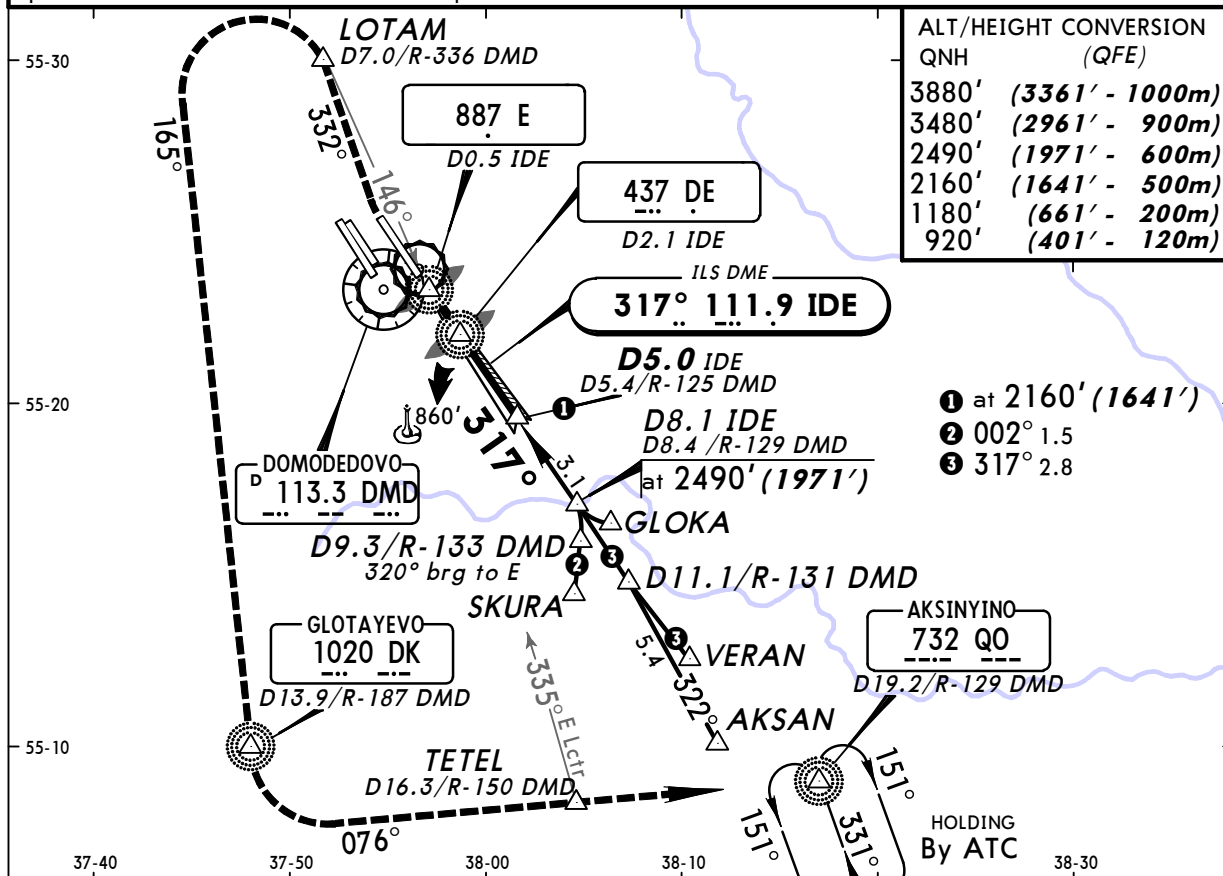 LOTAM
D7.0/R-336 DMD
ALT/HEIGHT CONVERSION
QNH (QFE)
3880' (3361' - 1000m)
3480' (2961' - 900m)
2490' (1971' - 600m)
2160' (1641' - 500m)
1180' (661' - 200m)
920' (401' - 120m)
55-30
165°
332°
146°
887 E
D0.5 IDE
437 DE
D2.1 IDE
ILS DME
317° 111.9 IDE
D5.0 IDE
D5.4/R-125 DMD
55-20
1
860'
317°
D8.1 IDE
D8.4 /R-129 DMD
at 2490' (1971')
3.1
1 at 2160' (1641')
2 002° 1.5
3 317° 2.8
DOMODEDOVO
D 113.3 DMD
GLOKA
D9.3/R-133 DMD
320° brg to E
2
3
SKURA
D11.1/R-131 DMD
3
VERAN
5.4
322°
AKSAN
GLOTAYEVO
1020 DK
D13.9/R-187 DMD
AKSINYINO
732 QO
D19.2/R-129 DMD
335° E Lctr
55-10
TETEL
D16.3/R-150 DMD
076°
151°
151°
331°
HOLDING
By ATC
37-40
37-50
38-00
38-10
38-30